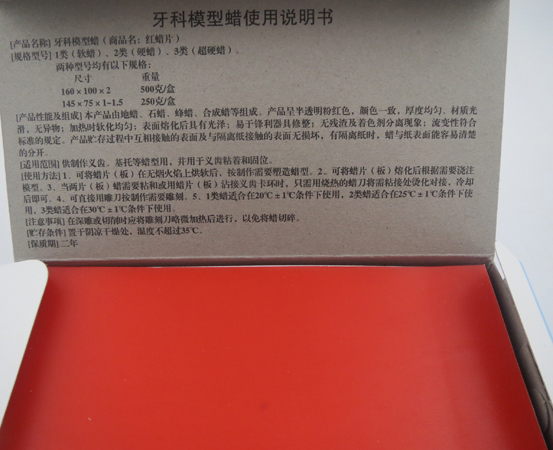 牙科模型蜡使用说明书
[产品名称] 牙科模型蜡（商品名：红蜡片）
[规格型号] 1类（软蜡）、2类（硬蜡）、3类（超硬蜡）。
两种型号均有以下规格：
尺寸 重量
160×100×2 500克/盒
145×75×1-1.5 250克/盒
[产品性能及组成] 本产品由地蜡、石蜡、蜂蜡、合成蜡等组成。产品呈半透明粉红色，颜色一致，厚度均匀、材质光
滑，无异物；加热时软化均匀；表面熔化后具有光泽；易于锋利器具修整；无残渣及着色剂分离现象；流变性符合
标准的规定。产品贮存过程中互相接触的表面及与隔离纸接触的表面无损坏，有隔离纸时，蜡与纸表面能容易清楚
的分开。
[适用范围] 供制作义齿、基托等蜡型用，并用于义齿粘着和固位。
[使用方法] 1、可将蜡片（板）在无烟火焰上烘软后，按制作需要塑造蜡型。2、可将蜡片（板）熔化后根据需要浇注
模型。3、当两片（板）蜡需要粘和或用蜡片（板）沾接义齿卡环时，只需用烧热的蜡刀将需粘接处烫化对接，冷却
后即可。4、可直接用雕刀按制作需要雕刻。5、1类蜡适合在20℃±1℃条件下使用，2类蜡适合在25℃±1℃条件下使
用，3类蜡适合在30℃±1℃条件下使用。
[注意事项] 在深雕或切削时应将雕刻刀略微加热后进行，以免将蜡切碎。
[贮存条件] 置于阴凉干燥处，温度不超过35℃。
[保质期] 二年